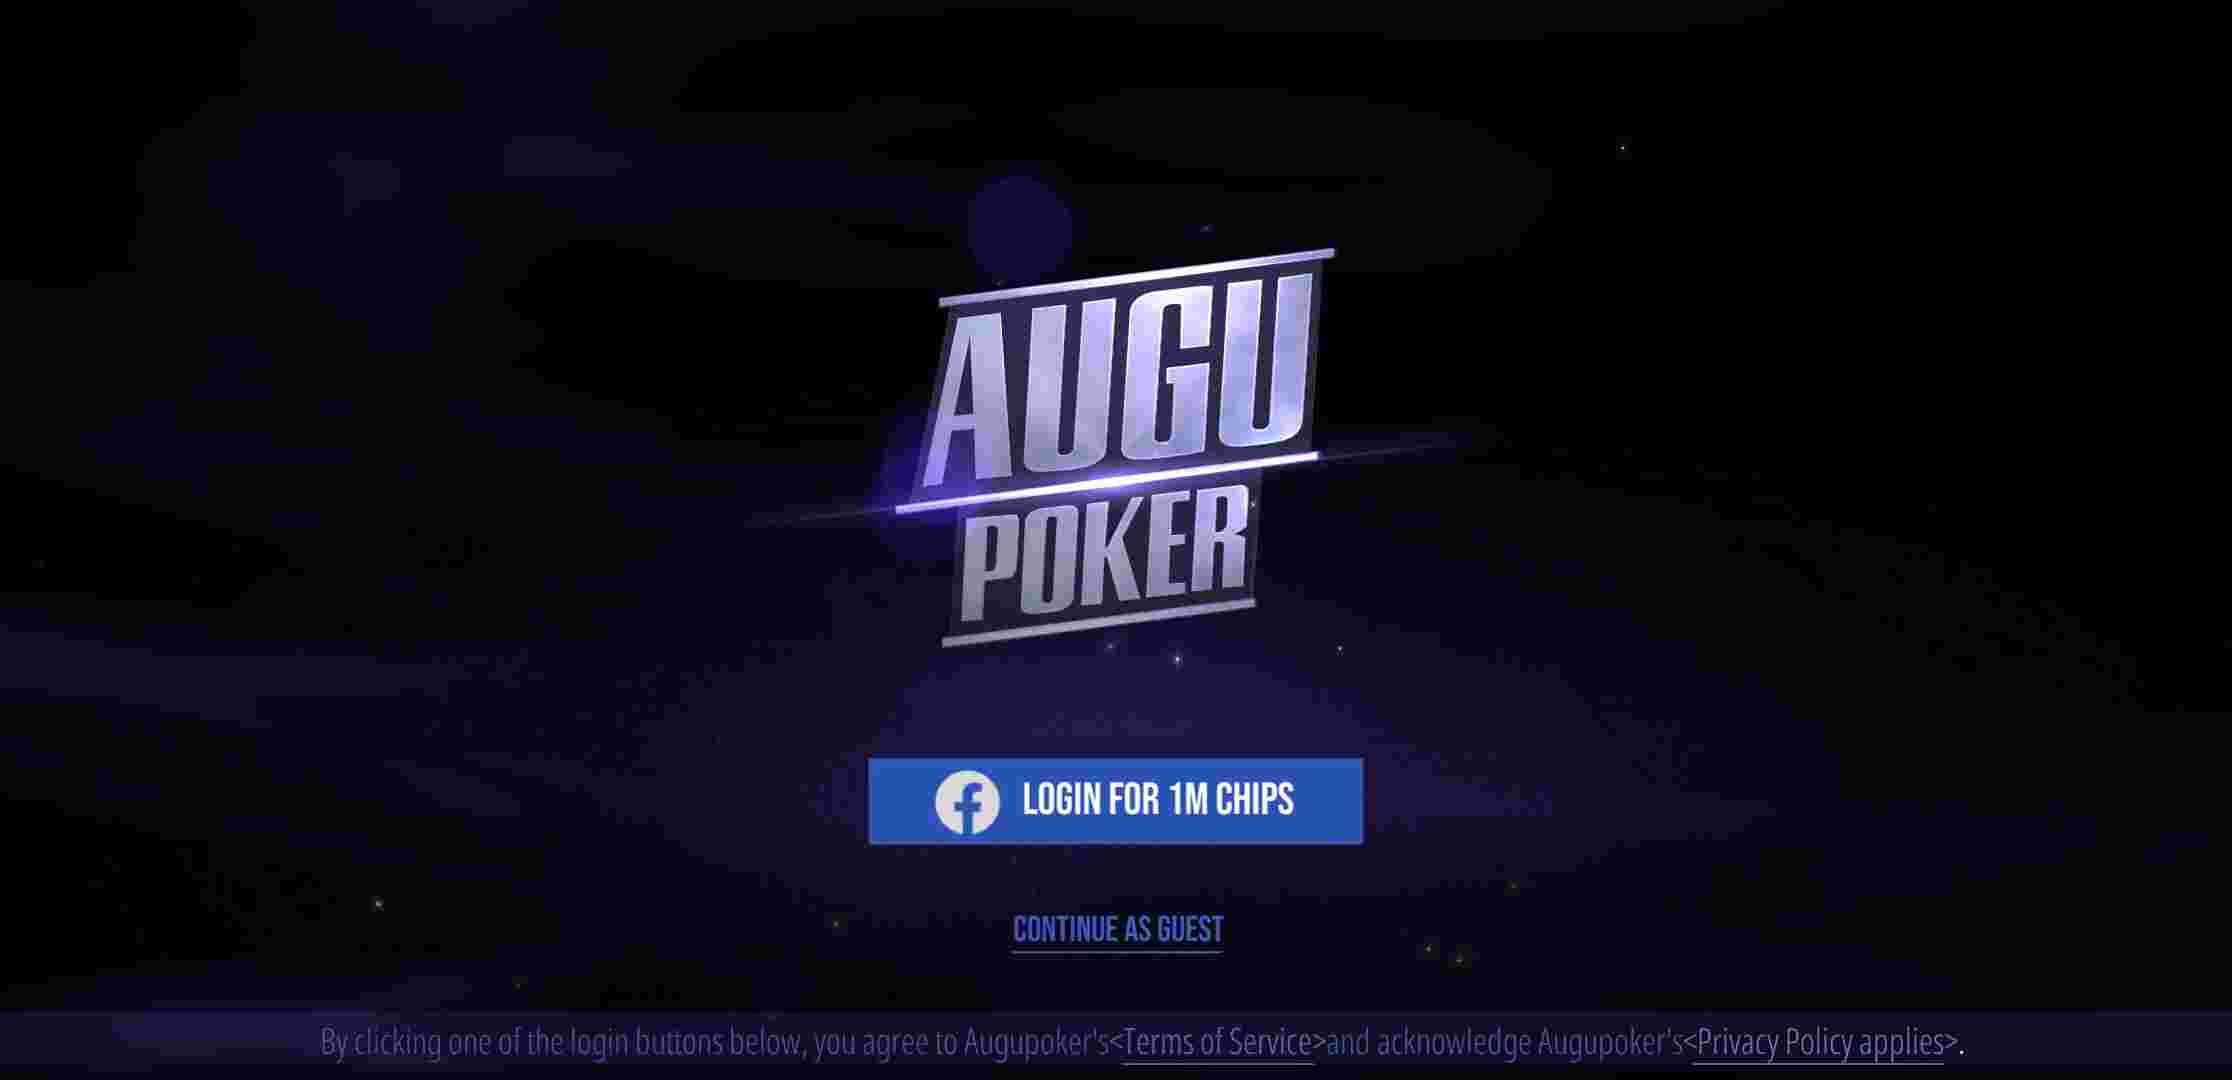 AUGU
POKER
LOGIN FOR 1M CHIPS
CONTINUE AS GUEST
By clicking one of the login buttons below, you agree to Augupoker's<Terms of Service>and acknowledge Augupoker's<Privacy Policy applies>.